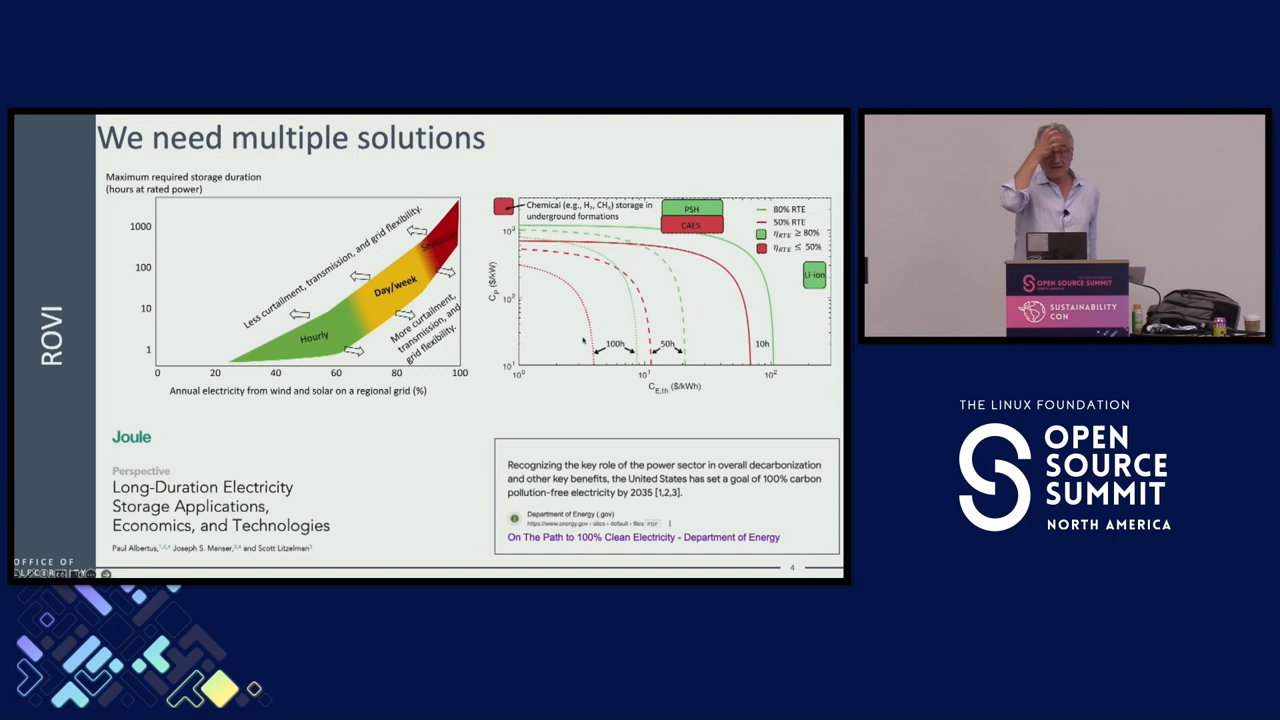 We need multiple solutions
ROVI
Maximum required storage duration
(hours at rated power)
1000
100
10
1
0
20
40
60
80
100
Less curtailment, transmission, and grid flexibility.
Hourly
Day/week
Seasonal
More curtailment,
transmission, and
grid flexibility.
Annual electricity from wind and solar on a regional grid (%)
Chemical (e.g., H₂, CH₄) storage in
underground formations
PSH
CAES
Li-ion
80% RTE
50% RTE
η_RTE ≥ 80%
η_RTE ≤ 50%
C_P ($/kW)
10³
10²
10¹
100h
50h
10h
10⁰
10¹
10²
C_E,th ($/kWh)
Joule
Perspective
Long-Duration Electricity
Storage Applications,
Economics, and Technologies
Paul Albertus, Joseph S. Manser, and Scott Litzelman
Recognizing the key role of the power sector in overall decarbonization
and other key benefits, the United States has set a goal of 100% carbon
pollution-free electricity by 2035 [1,2,3].
Department of Energy (.gov)
https://www.energy.gov › sites › default › files PDF
On The Path to 100% Clean Electricity - Department of Energy
OFFICE OF
4
OPEN SOURCE SUMMIT
SUSTAINABILITY
CON
THE LINUX FOUNDATION
OPEN
SOURCE
SUMMIT
NORTH AMERICA